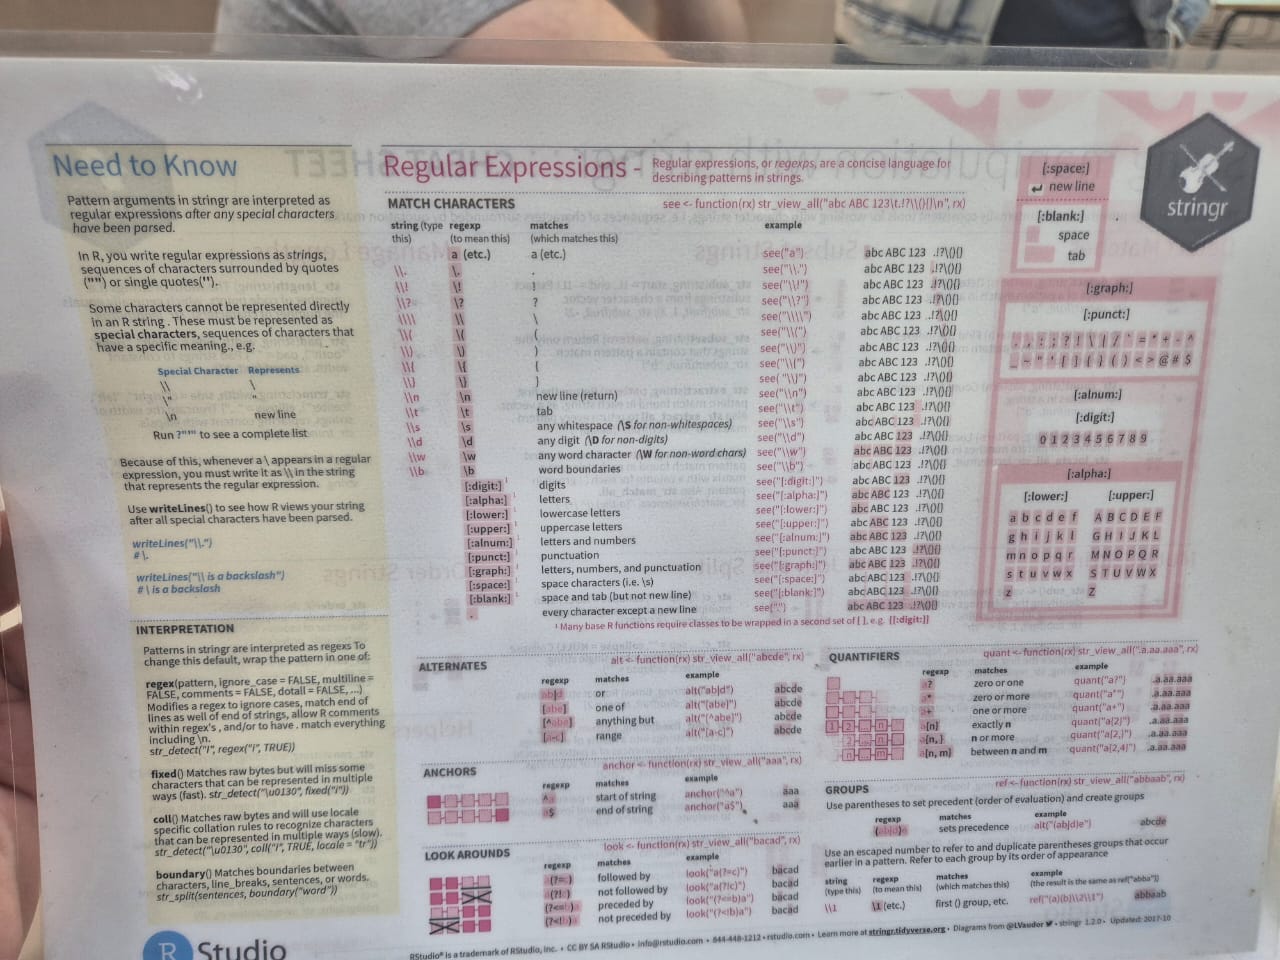 Need to Know
Pattern arguments in stringr are interpreted as
regular expressions after any special characters
have been parsed.
In R, you write regular expressions as strings,
sequences of characters surrounded by quotes
("") or single quotes('').
Some characters cannot be represented directly
in an R string . These must be represented as
special characters, sequences of characters that
have a specific meaning., e.g.
Special Character Represents
\\ \
\" "
\n new line
Run ?"'" to see a complete list
Because of this, whenever a \ appears in a regular
expression, you must write it as \\ in the string
that represents the regular expression.
Use writeLines() to see how R views your string
after all special characters have been parsed.
writeLines("\\.")
# \.
writeLines("\\ is a backslash")
# \ is a backslash
INTERPRETATION
Patterns in stringr are interpreted as regexs To
change this default, wrap the pattern in one of:
regex(pattern, ignore_case = FALSE, multiline =
FALSE, comments = FALSE, dotall = FALSE, ...)
Modifies a regex to ignore cases, match end of
lines as well of end of strings, allow R comments
within regex's , and/or to have . match everything
including \n.
str_detect("I", regex("i", TRUE))
fixed() Matches raw bytes but will miss some
characters that can be represented in multiple
ways (fast). str_detect("\u0130", fixed("i"))
coll() Matches raw bytes and will use locale
specific collation rules to recognize characters
that can be represented in multiple ways (slow).
str_detect("\u0130", coll("i", TRUE, locale = "tr"))
boundary() Matches boundaries between
characters, line_breaks, sentences, or words.
str_split(sentences, boundary("word"))
R Studio
Regular Expressions -
Regular expressions, or regexps, are a concise language for
describing patterns in strings.
MATCH CHARACTERS
see <- function(rx) str_view_all("abc ABC 123\t.!?\\(){}\n", rx)
string (type this) regexp (to mean this) matches (which matches this) example
a (etc.) a (etc.) see("a") abc ABC 123 .!?\(){}
\\. \. . see("\\.") abc ABC 123 .!?\(){}
\\! \! see("\\!") abc ABC 123 .!?\(){}
\\? \? ? see("\\?") abc ABC 123 .!?\(){}
\\\\ \\ \ see("\\\\") abc ABC 123 .!?\(){}
\\( \( ( see("\\(") abc ABC 123 .!?\(){}
\\) \) ) see("\\)") abc ABC 123 .!?\(){}
\\{ \{ { see("\\{") abc ABC 123 .!?\(){}
\\} \} } see( "\\}") abc ABC 123 .!?\(){}
\\n \n new line (return) see("\\n") abc ABC 123 .!?\(){}
\\t \t tab see("\\t") abc ABC 123 .!?\(){}
\\s \s any whitespace (\S for non-whitespaces) see("\\s") abc ABC 123 .!?\(){}
\\d \d any digit (\D for non-digits) see("\\d") abc ABC 123 .!?\(){}
\\w \w any word character (\W for non-word chars) see("\\w") abc ABC 123 .!?\(){}
\\b \b word boundaries see("\\b") abc ABC 123 .!?\(){}
[:digit:] digits see("[:digit:]") abc ABC 123 .!?\(){}
[:alpha:] letters see("[:alpha:]") abc ABC 123 .!?\(){}
[:lower:] lowercase letters see("[:lower:]") abc ABC 123 .!?\(){}
[:upper:] uppercase letters see("[:upper:]") abc ABC 123 .!?\(){}
[:alnum:] letters and numbers see("[:alnum:]") abc ABC 123 .!?\(){}
[:punct:] punctuation see("[:punct:]") abc ABC 123 .!?\(){}
[:graph:] letters, numbers, and punctuation see("[:graph:]") abc ABC 123 .!?\(){}
[:space:] space characters (i.e. \s) see("[:space:]") abc ABC 123 .!?\(){}
[:blank:] space and tab (but not new line) see("[:blank:]") abc ABC 123 .!?\(){}
. every character except a new line see(".") abc ABC 123 .!?\(){}
1 Many base R functions require classes to be wrapped in a second set of [ ], e.g. [[:digit:]]
[:space:]
new line
[:blank:]
space
tab
stringr
[:graph:]
[:punct:]
[:alnum:]
[:digit:]
0 1 2 3 4 5 6 7 8 9
[:alpha:]
[:lower:] [:upper:]
a b c d e f A B C D E F
g h i j k l G H I J K L
m n o p q r M N O P Q R
s t u v w x S T U V W X
z Z
ALTERNATES
alt <- function(rx) str_view_all("abcde", rx)
regexp matches example
ab|d or alt("ab|d") abcde
[abe] one of alt("[abe]") abcde
[^abe] anything but alt("[^abe]") abcde
[a-c] range alt("[a-c]") abcde
ANCHORS
anchor <- function(rx) str_view_all("aaa", rx)
regexp matches example
^a start of string anchor("^a") aaa
a$ end of string anchor("a$") aaa
LOOK AROUNDS
look <- function(rx) str_view_all("bacad", rx)
regexp matches example
a(?=c) followed by look("a(?=c)") bacad
a(?!c) not followed by look("a(?!c)") bacad
(?<=b)a preceded by look("(?<=b)a") bacad
(?<!b)a not preceded by look("(?<!b)a") bacad
QUANTIFIERS
quant <- function(rx) str_view_all(".a.aa.aaa", rx)
regexp matches example
a? zero or one quant("a?") .a.aa.aaa
a* zero or more quant("a*") .a.aa.aaa
a+ one or more quant("a+") .a.aa.aaa
1 2 ... n a{n} exactly n quant("a{2}") .a.aa.aaa
a{n, } n or more quant("a{2,}") .a.aa.aaa
a{n, m} between n and m quant("a{2,4}") .a.aa.aaa
GROUPS
ref <- function(rx) str_view_all("abbaab", rx)
Use parentheses to set precedent (order of evaluation) and create groups
regexp matches example
(ab|d)e sets precedence alt("(ab|d)e") abcde
Use an escaped number to refer to and duplicate parentheses groups that occur
earlier in a pattern. Refer to each group by its order of appearance
string (type this) regexp (to mean this) matches (which matches this) example (the result is the same as ref("abba"))
\\1 \1 (etc.) first () group, etc. ref("(a)(b)\\2\\1") abbaab
RStudio® is a trademark of RStudio, Inc. • CC BY SA RStudio • info@rstudio.com • 844-448-1212 • rstudio.com • Learn more at stringr.tidyverse.org • Diagrams from @LVaudor • stringr 1.2.0 • Updated: 2017-10